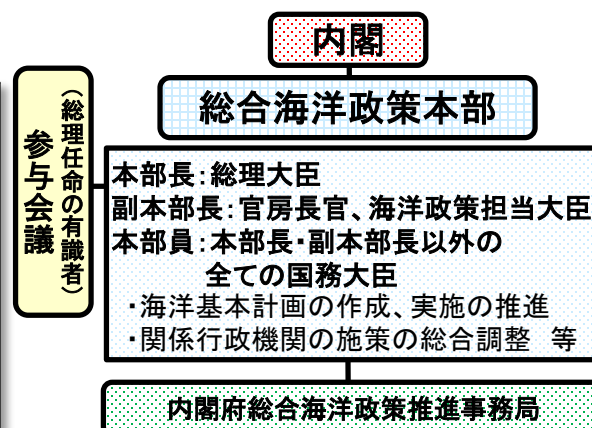 内閣
総合海洋政策本部
参与会議
（総理任命の有識者）
本部長：総理大臣
副本部長：官房長官、海洋政策担当大臣
本部員：本部長・副本部長以外の
全ての国務大臣
・海洋基本計画の作成、実施の推進
・関係行政機関の施策の総合調整　等
内閣府総合海洋政策推進事務局